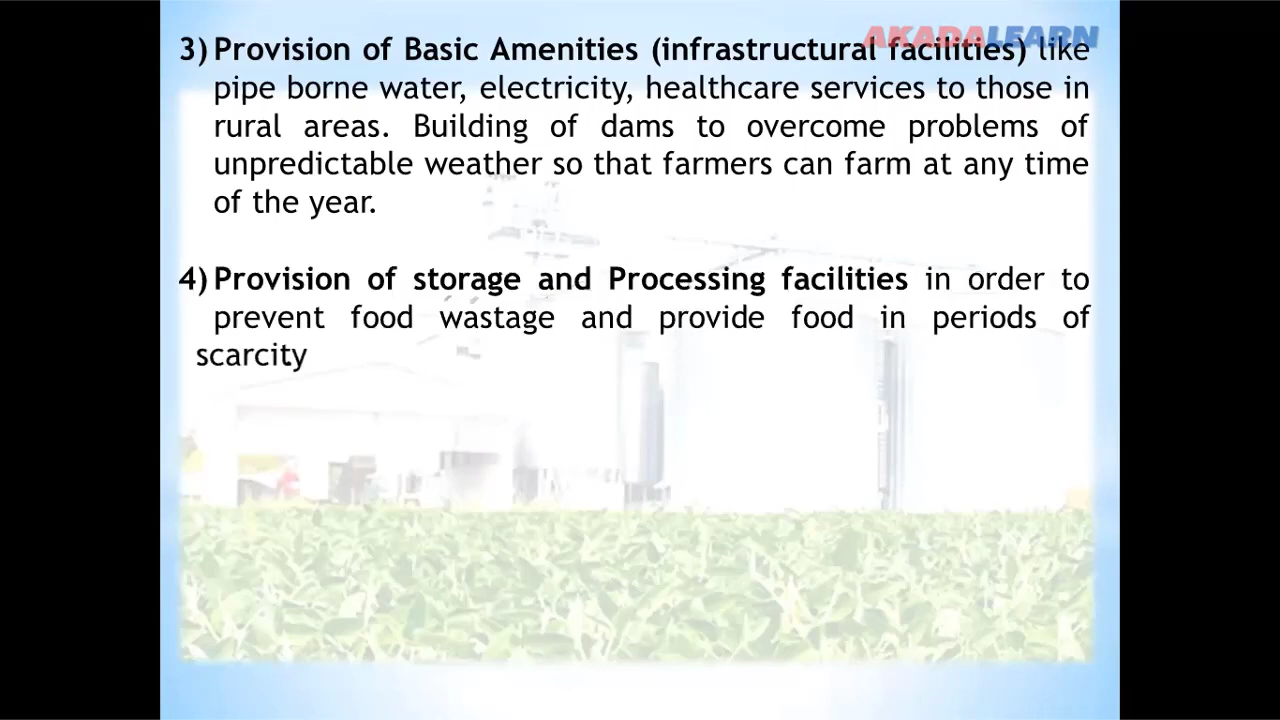 AKADALEARN
3) Provision of Basic Amenities (infrastructural facilities) like
pipe borne water, electricity, healthcare services to those in
rural areas. Building of dams to overcome problems of
unpredictable weather so that farmers can farm at any time
of the year.
4) Provision of storage and Processing facilities in order to
prevent food wastage and provide food in periods of
scarcity